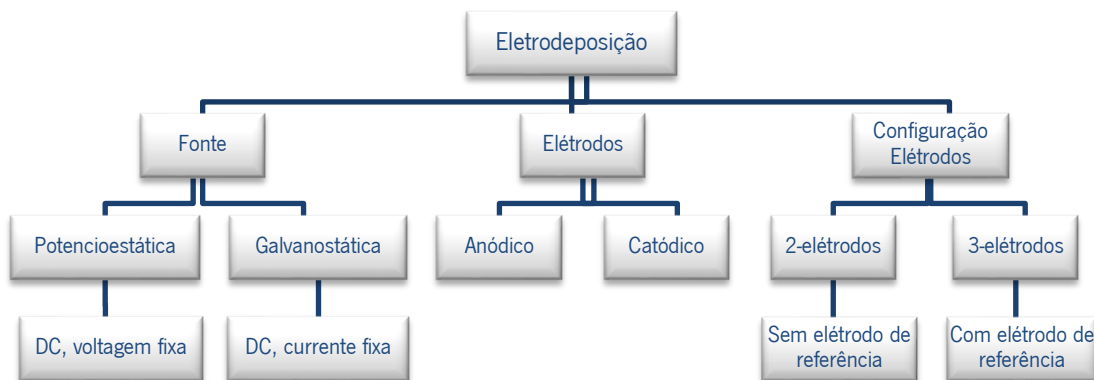 Eletrodeposição
Fonte
Elétrodos
Configuração
Elétrodos
Potencioestática
Galvanostática
Anódico
Catódico
2-elétrodos
3-elétrodos
DC, voltagem fixa
DC, currente fixa
Sem elétrodo de
referência
Com elétrodo de
referência